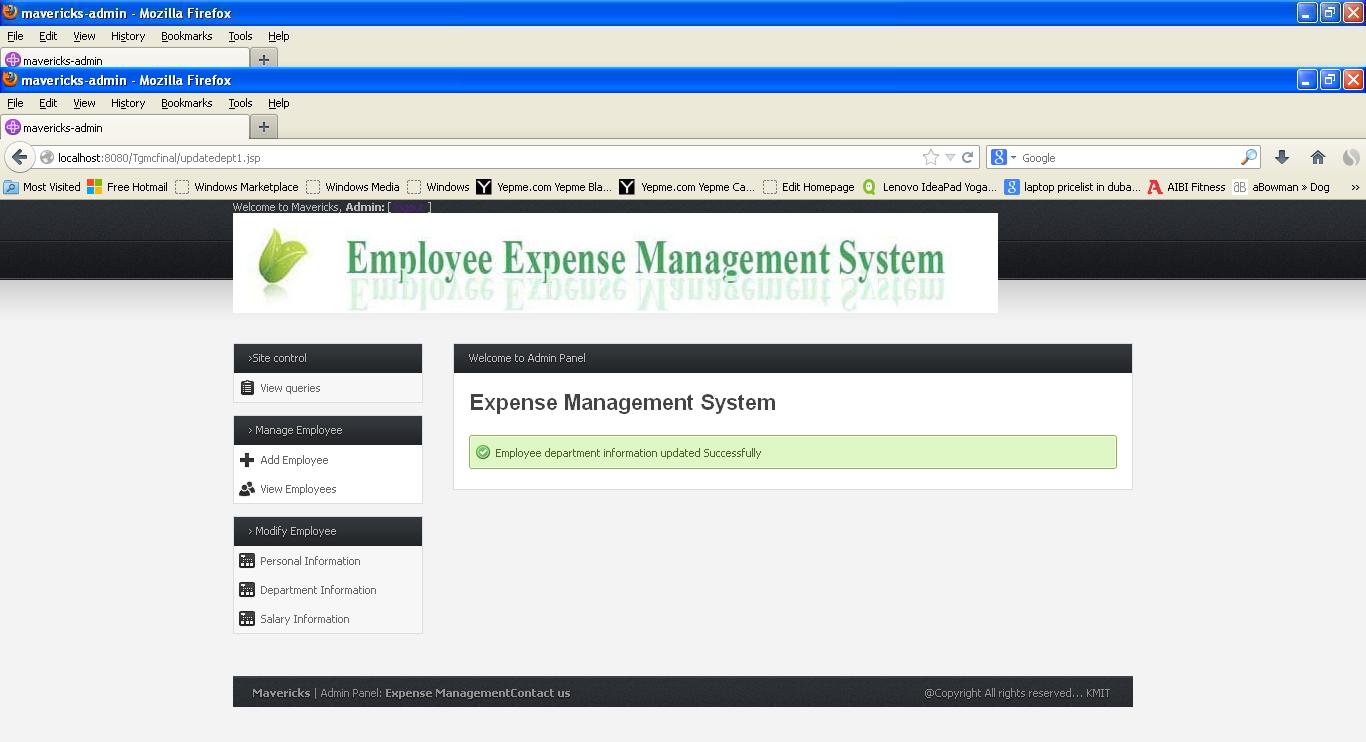 mavericks-admin - Mozilla Firefox
File Edit View History Bookmarks Tools Help
mavericks-admin +
mavericks-admin - Mozilla Firefox
File Edit View History Bookmarks Tools Help
mavericks-admin +
localhost:8080/Tgmcfinal/updatedept1.jsp Google
Most Visited Free Hotmail Windows Marketplace Windows Media Windows Yepme.com Yepme Bla... Yepme.com Yepme Ca... Edit Homepage Lenovo IdeaPad Yoga... laptop pricelist in duba... AIBI Fitness aBowman » Dog »
Welcome to Mavericks, Admin: [ ]
Employee Expense Management System
>Site control
View queries
> Manage Employee
Add Employee
View Employees
> Modify Employee
Personal Information
Department Information
Salary Information
Welcome to Admin Panel
Expense Management System
Employee department information updated Successfully
Mavericks | Admin Panel: Expense ManagementContact us
@Copyright All rights reserved... KMIT